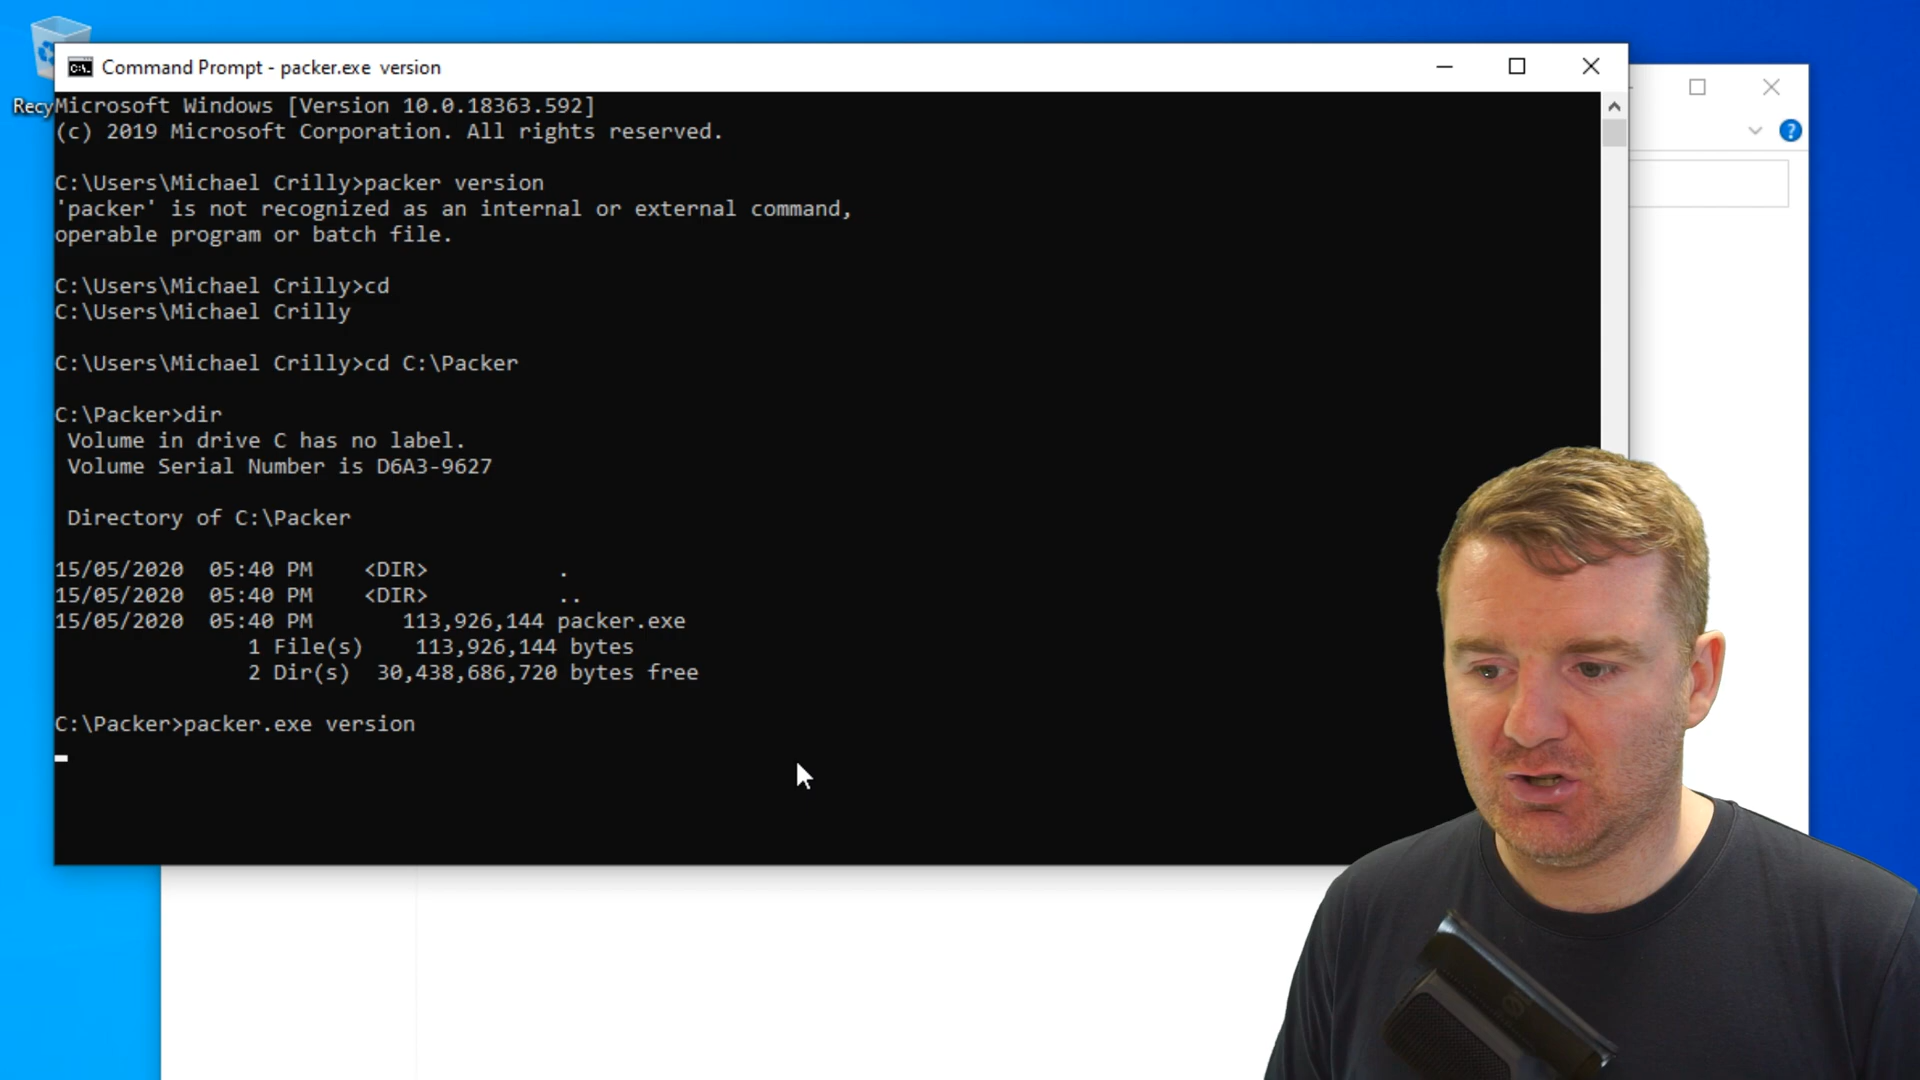 Command Prompt - packer.exe  version
Recy
Microsoft Windows [Version 10.0.18363.592]
(c) 2019 Microsoft Corporation. All rights reserved.
C:\Users\Michael Crilly>packer version
'packer' is not recognized as an internal or external command,
operable program or batch file.
C:\Users\Michael Crilly>cd
C:\Users\Michael Crilly
C:\Users\Michael Crilly>cd C:\Packer
C:\Packer>dir
Volume in drive C has no label.
Volume Serial Number is D6A3-9627
Directory of C:\Packer
15/05/2020  05:40 PM    <DIR>          .
15/05/2020  05:40 PM    <DIR>          ..
15/05/2020  05:40 PM       113,926,144 packer.exe
1 File(s)    113,926,144 bytes
2 Dir(s)  30,438,686,720 bytes free
C:\Packer>packer.exe version